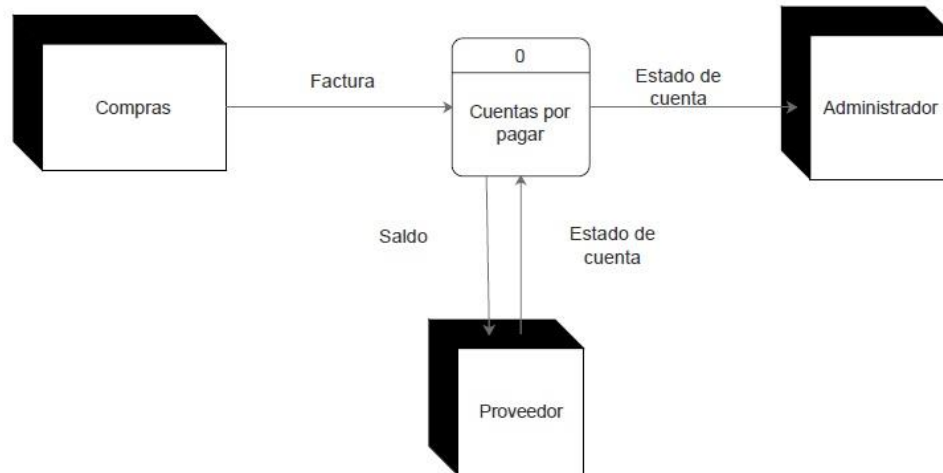 0
Compras
Factura
Cuentas por
pagar
Estado de
cuenta
Administrador
Saldo
Estado de
cuenta
Proveedor